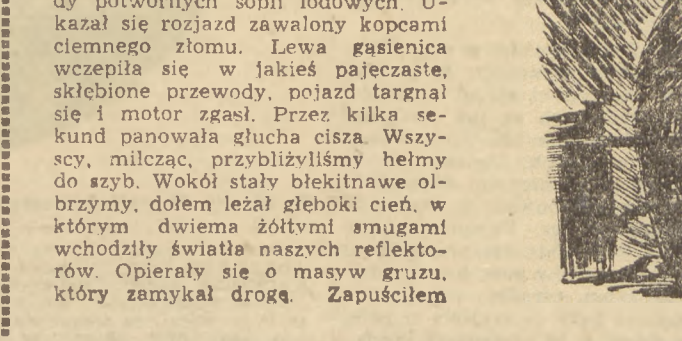 dy potwornych sopli lodowych. U-
kazał się rozjazd zawalony kopcami
ciemnego złomu. Lewa gąsienica
wczepiła się w jakieś pajęczaste,
skłębione przewody, pojazd targnął
się i motor zgasł. Przez kilka se-
kund panowała głucha cisza. Wszy-
scy, milcząc, przybliżyliśmy hełmy
do szyb. Wokół stały błekitnawe ol-
brzymy, dołem leżał głęboki cień, w
którym dwiema żółtymi smugami
wchodziły światła naszych reflekto-
rów. Opierały się o masyw gruzu,
który zamykał drogę. Zapuściłem